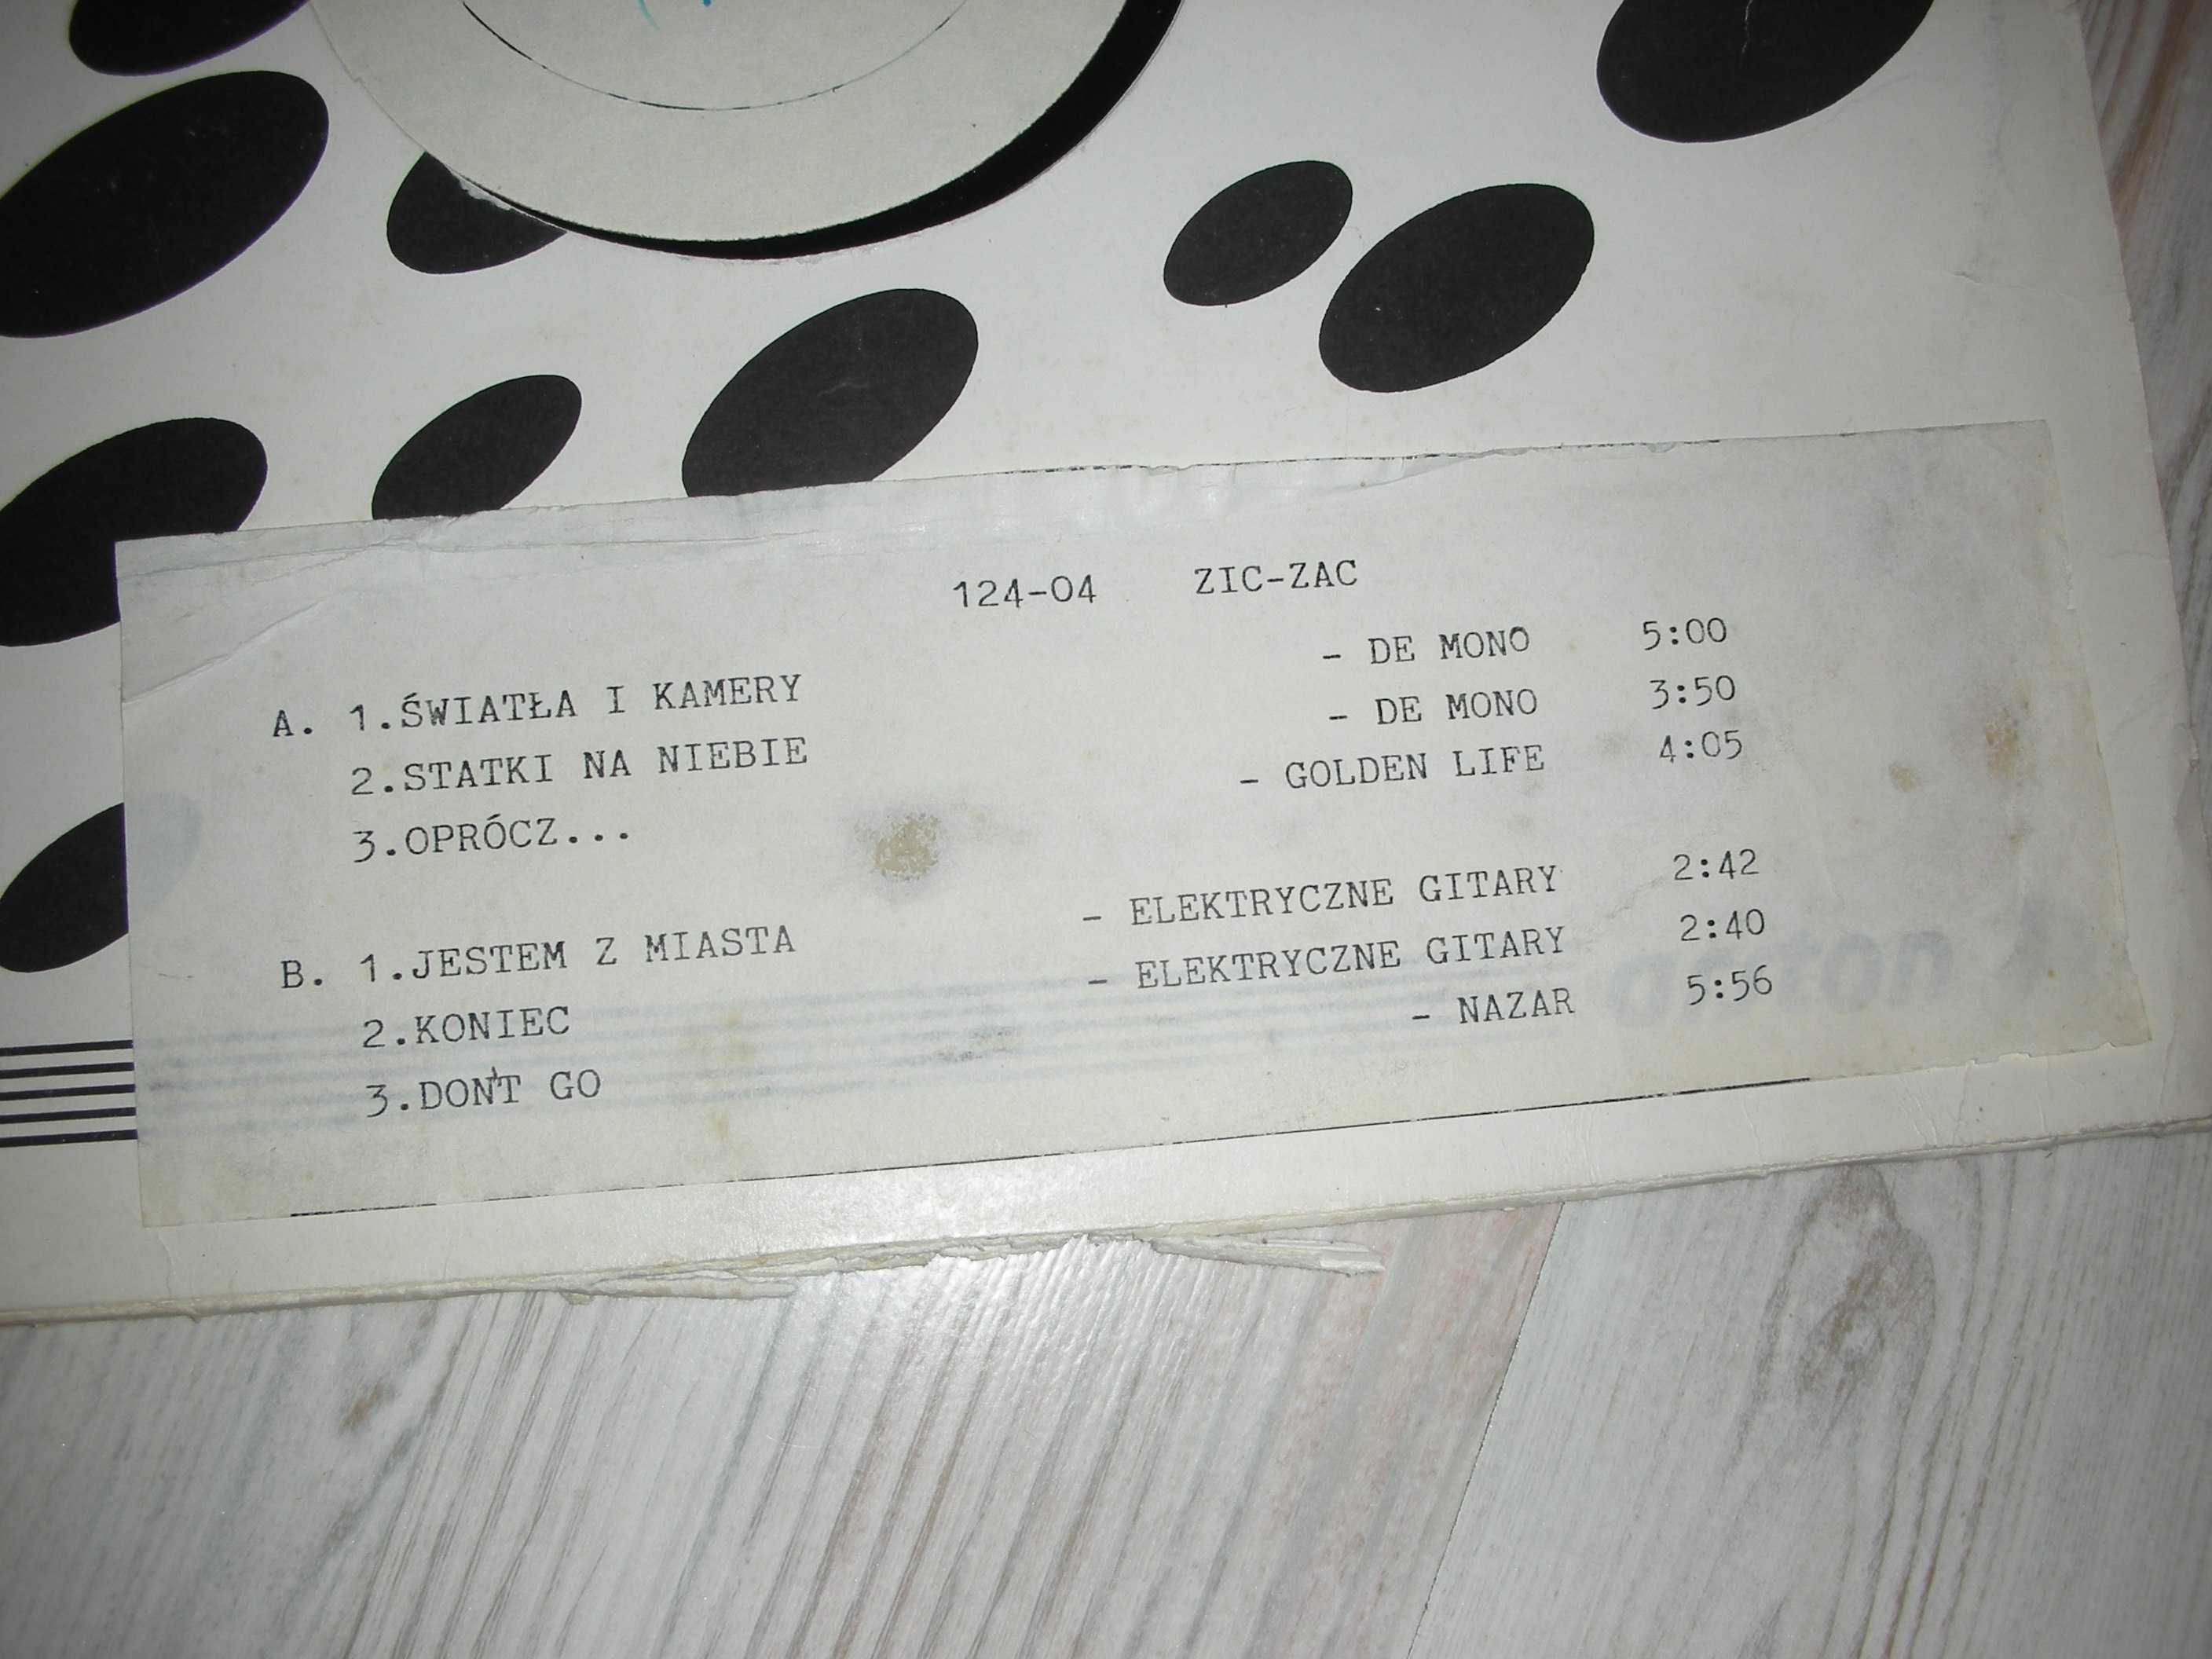 124-04 ZIC-ZAC
A. 1.ŚWIATŁA I KAMERY - DE MONO 5:00
2.STATKI NA NIEBIE - DE MONO 3:50
3.OPRÓCZ... - GOLDEN LIFE 4:05
B. 1.JESTEM Z MIASTA - ELEKTRYCZNE GITARY 2:42
2.KONIEC - ELEKTRYCZNE GITARY 2:40
3.DON'T GO - NAZAR 5:56